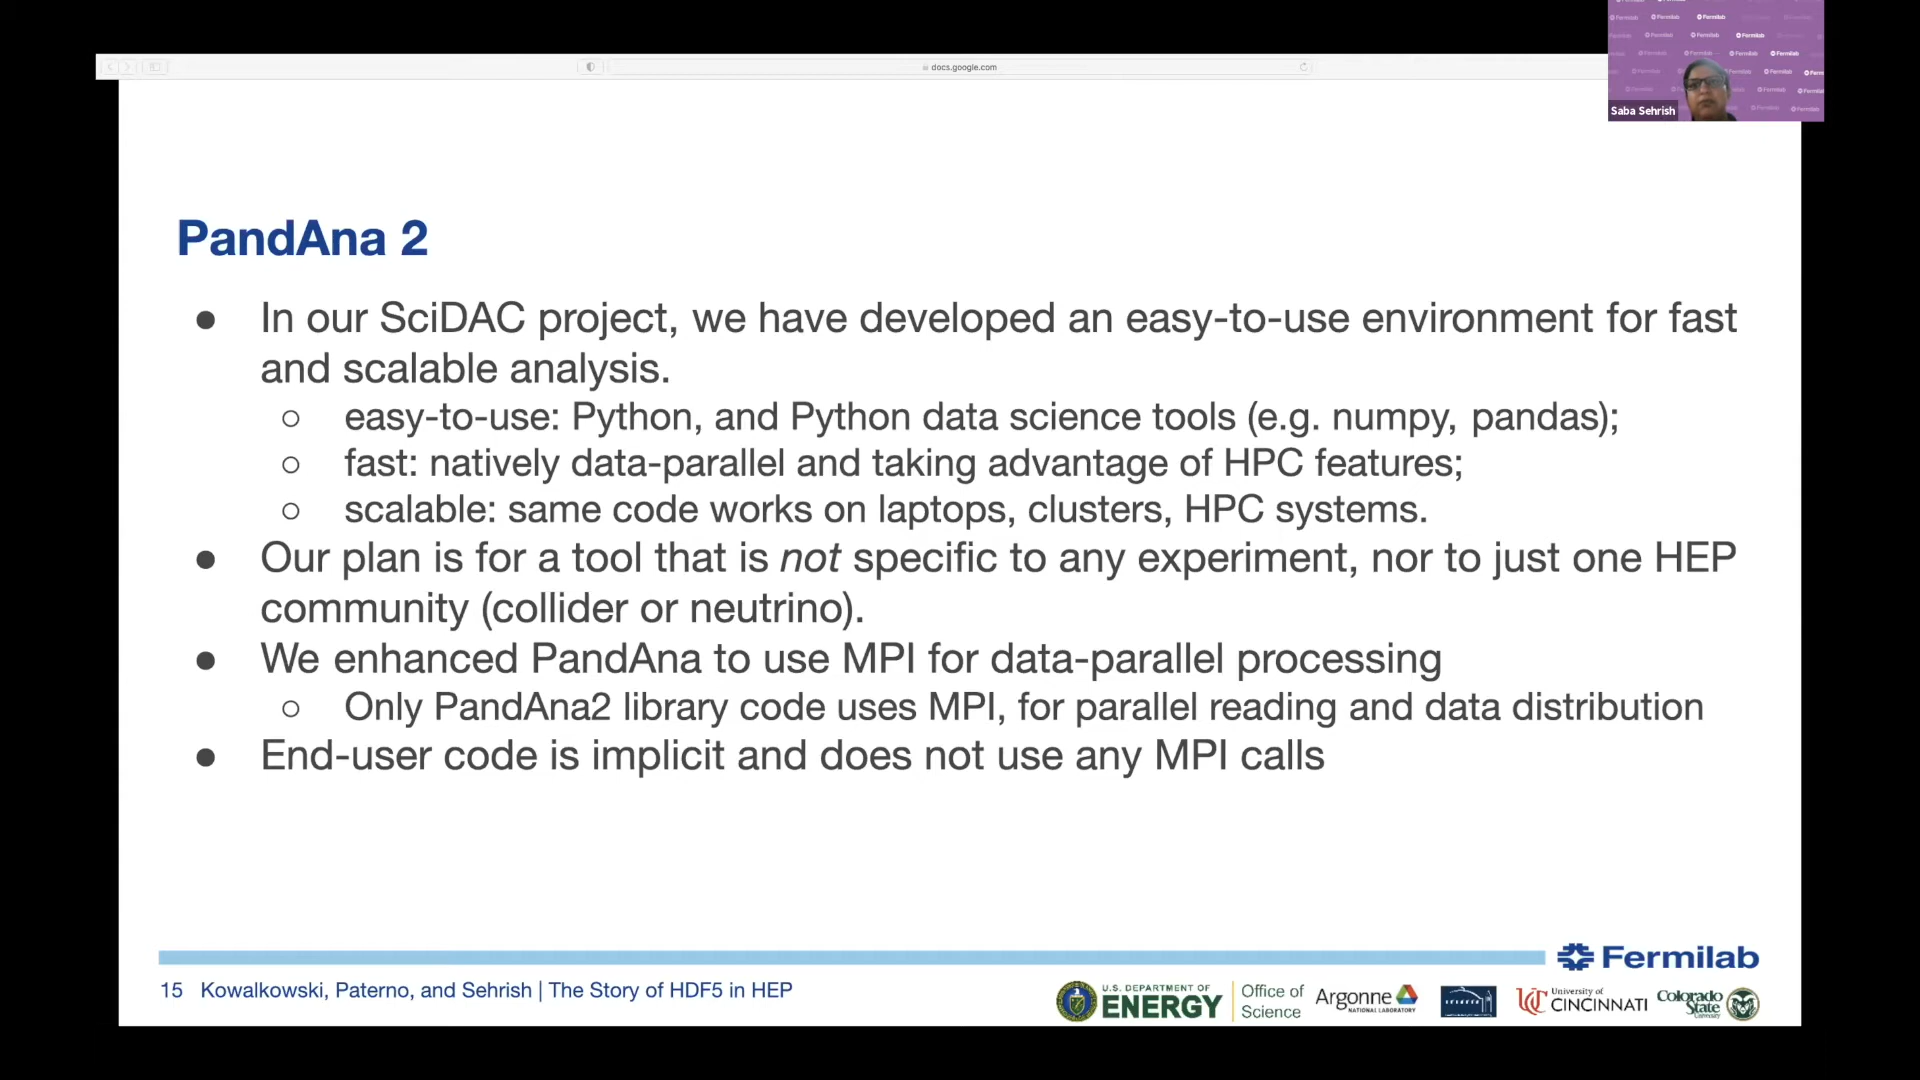 docs.google.com
Fermilab
Saba Sehrish
PandAna 2
● In our SciDAC project, we have developed an easy-to-use environment for fast
and scalable analysis.
○ easy-to-use: Python, and Python data science tools (e.g. numpy, pandas);
○ fast: natively data-parallel and taking advantage of HPC features;
○ scalable: same code works on laptops, clusters, HPC systems.
● Our plan is for a tool that is not specific to any experiment, nor to just one HEP
community (collider or neutrino).
● We enhanced PandAna to use MPI for data-parallel processing
○ Only PandAna2 library code uses MPI, for parallel reading and data distribution
● End-user code is implicit and does not use any MPI calls
Fermilab
15 Kowalkowski, Paterno, and Sehrish | The Story of HDF5 in HEP
U.S. DEPARTMENT OF
ENERGY
Office of
Science
Argonne
NATIONAL LABORATORY
University of
CINCINNATI
Colorado
State
University